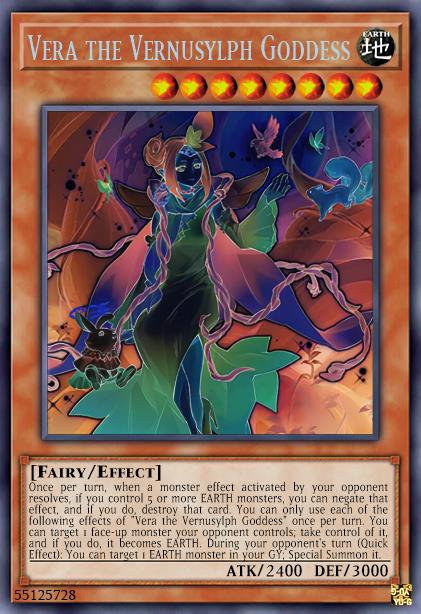 VERA THE VERNUSYLPH GODDESS
EARTH
地
[FAIRY/EFFECT]
Once per turn, when a monster effect activated by your opponent
resolves, if you control 5 or more EARTH monsters, you can negate that
effect, and if you do, destroy that card. You can only use each of the
following effects of "Vera the Vernusylph Goddess" once per turn. You
can target 1 face-up monster your opponent controls; take control of it,
and if you do, it becomes EARTH. During your opponent's turn (Quick
Effect): You can target 1 EARTH monster in your GY; Special Summon it.
ATK/2400 DEF/3000
55125728